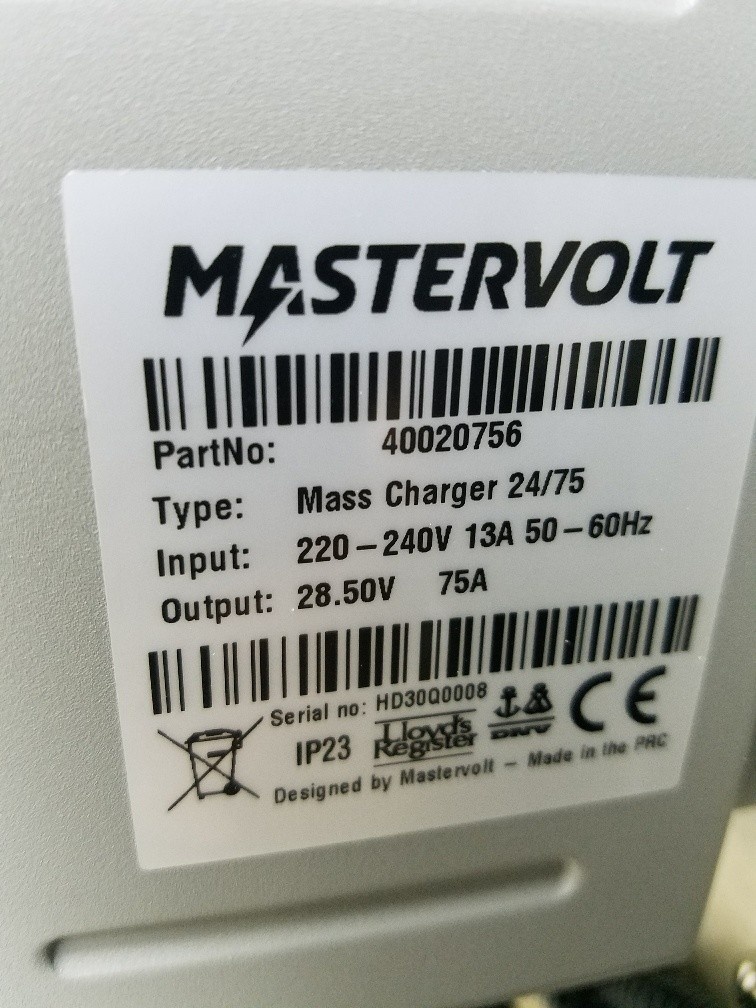 MASTERVOLT
PartNo: 40020756
Type: Mass Charger 24/75
Input: 220-240V 13A 50-60Hz
Output: 28.50V 75A
Serial no: HD30Q0008
IP23 Lloyd's Register DNV CE
Designed by Mastervolt - Made in the PRC